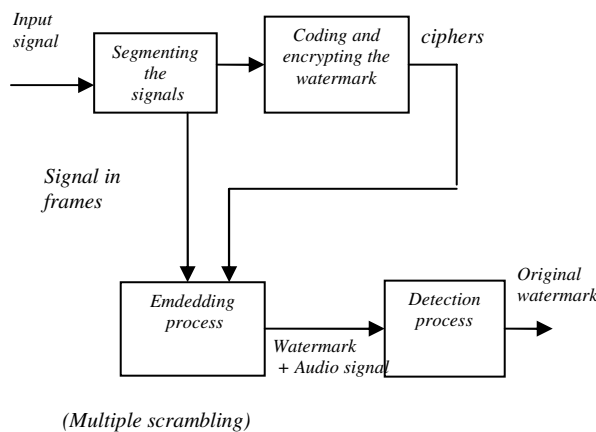 Input
signal
Segmenting
the
signals
Coding and
encrypting the
watermark
ciphers
Signal in
frames
Emdedding
process
Watermark
+ Audio signal
Detection
process
Original
watermark
(Multiple scrambling)